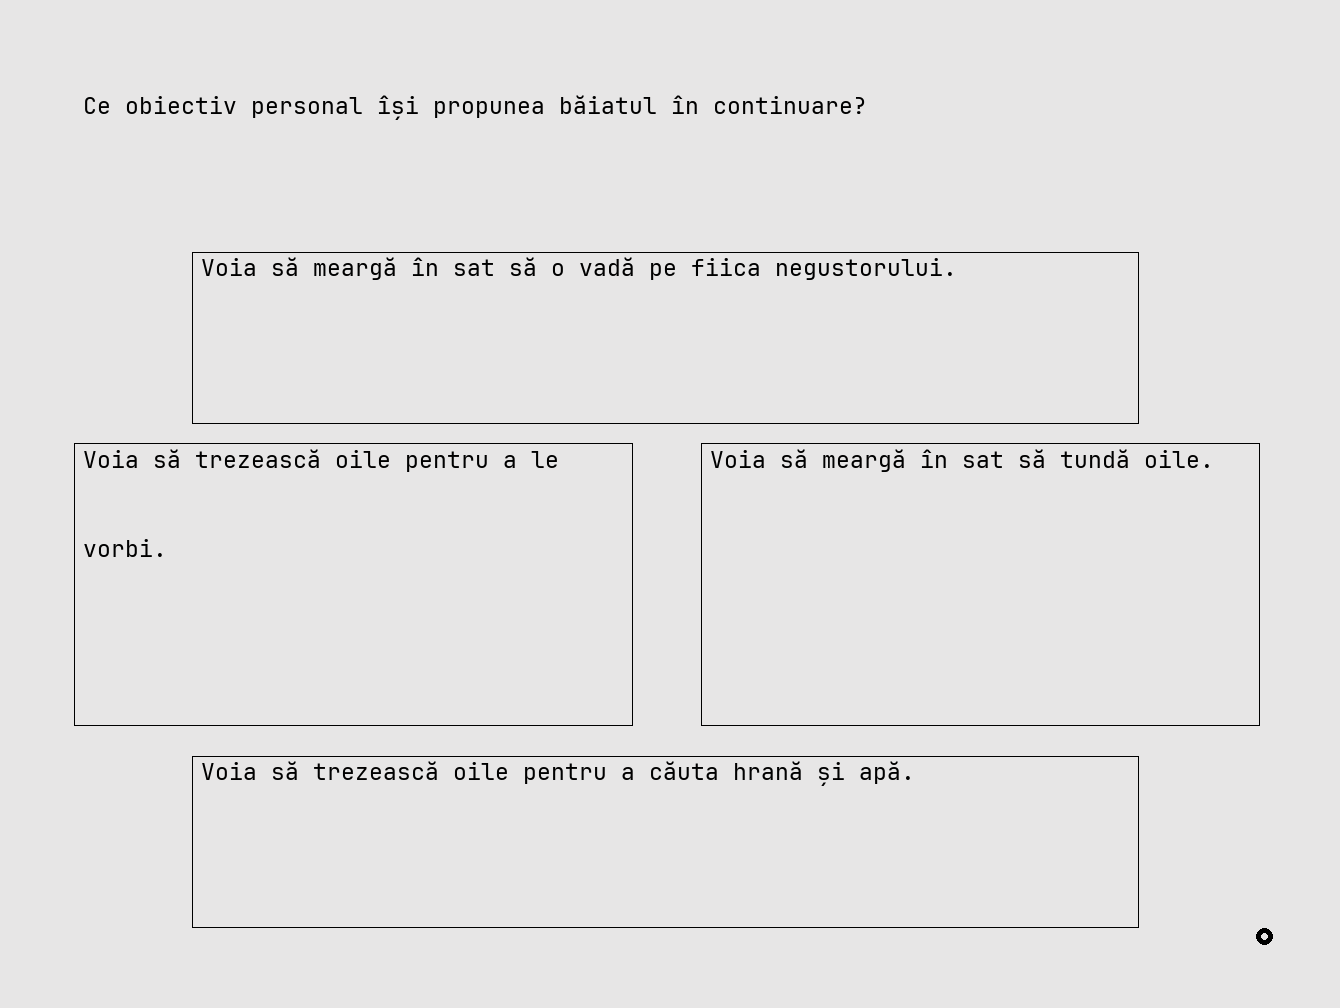 Ce obiectiv personal își propunea băiatul în continuare?
Voia să meargă în sat să o vadă pe fiica negustorului.
Voia să trezească oile pentru a le
vorbi.
Voia să meargă în sat să tundă oile.
Voia să trezească oile pentru a căuta hrană și apă.